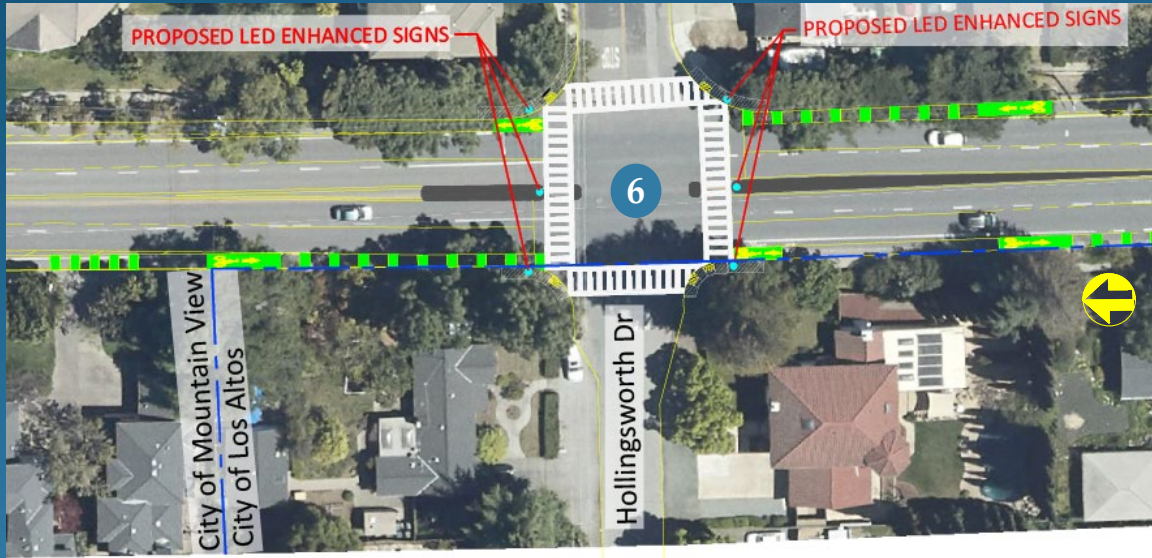 PROPOSED LED ENHANCED SIGNS
PROPOSED LED ENHANCED SIGNS
STOP
6
City of Mountain View
City of Los Altos
Hollingsworth Dr